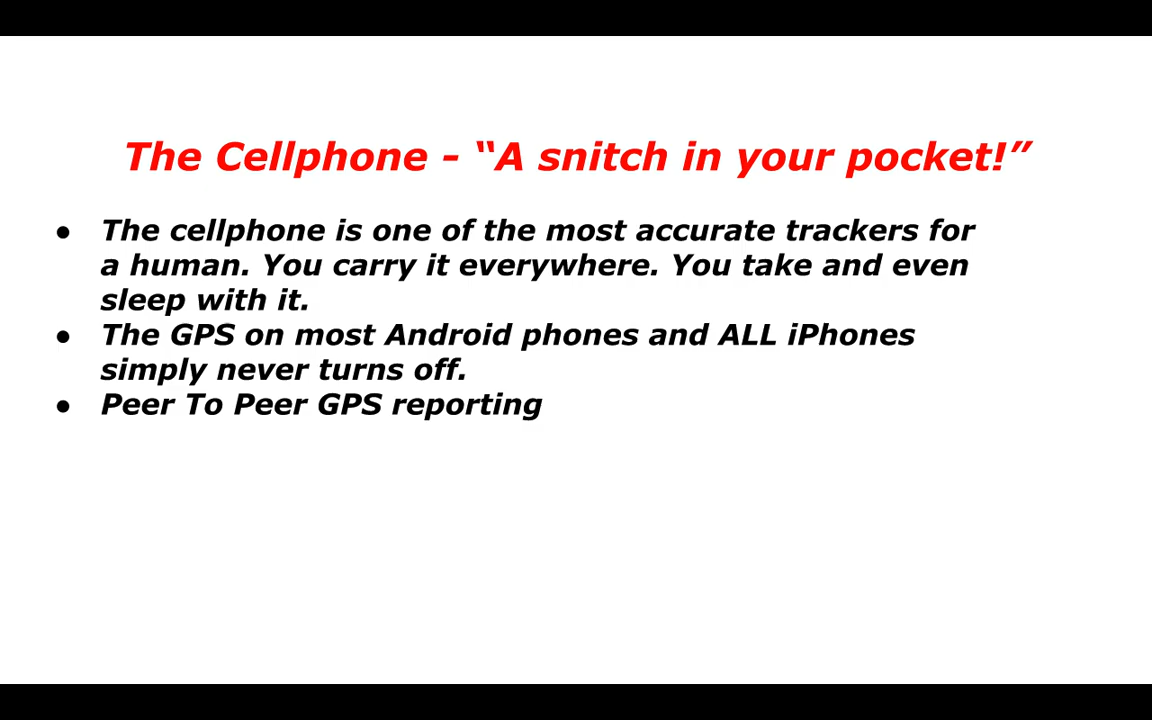 The Cellphone - “A snitch in your pocket!”
● The cellphone is one of the most accurate trackers for
a human. You carry it everywhere. You take and even
sleep with it.
● The GPS on most Android phones and ALL iPhones
simply never turns off.
● Peer To Peer GPS reporting